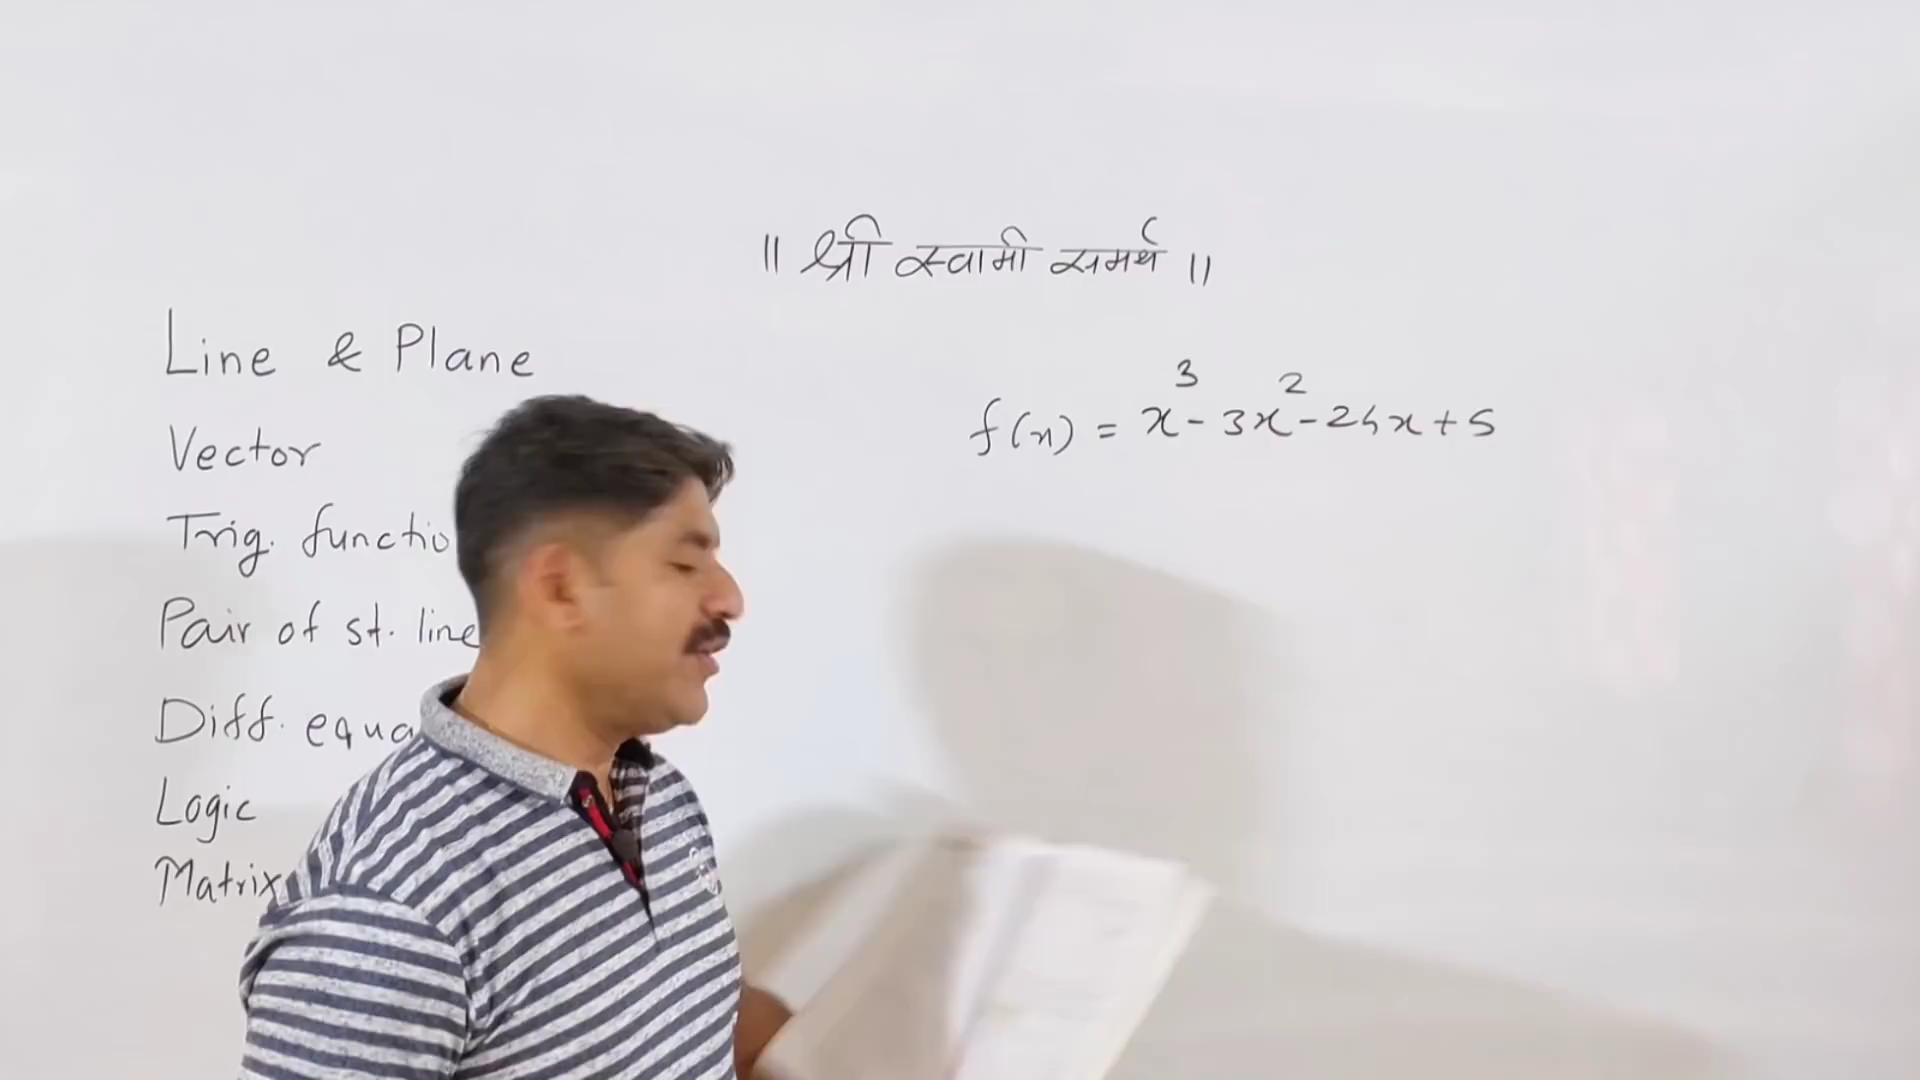 ॥ श्री स्वामी समर्थ ॥
Line & Plane
Vector
Trig. functio
Pair of st. line
Diff. equa
Logic
Matrix
f(x) = x³ - 3x² - 24x + 5